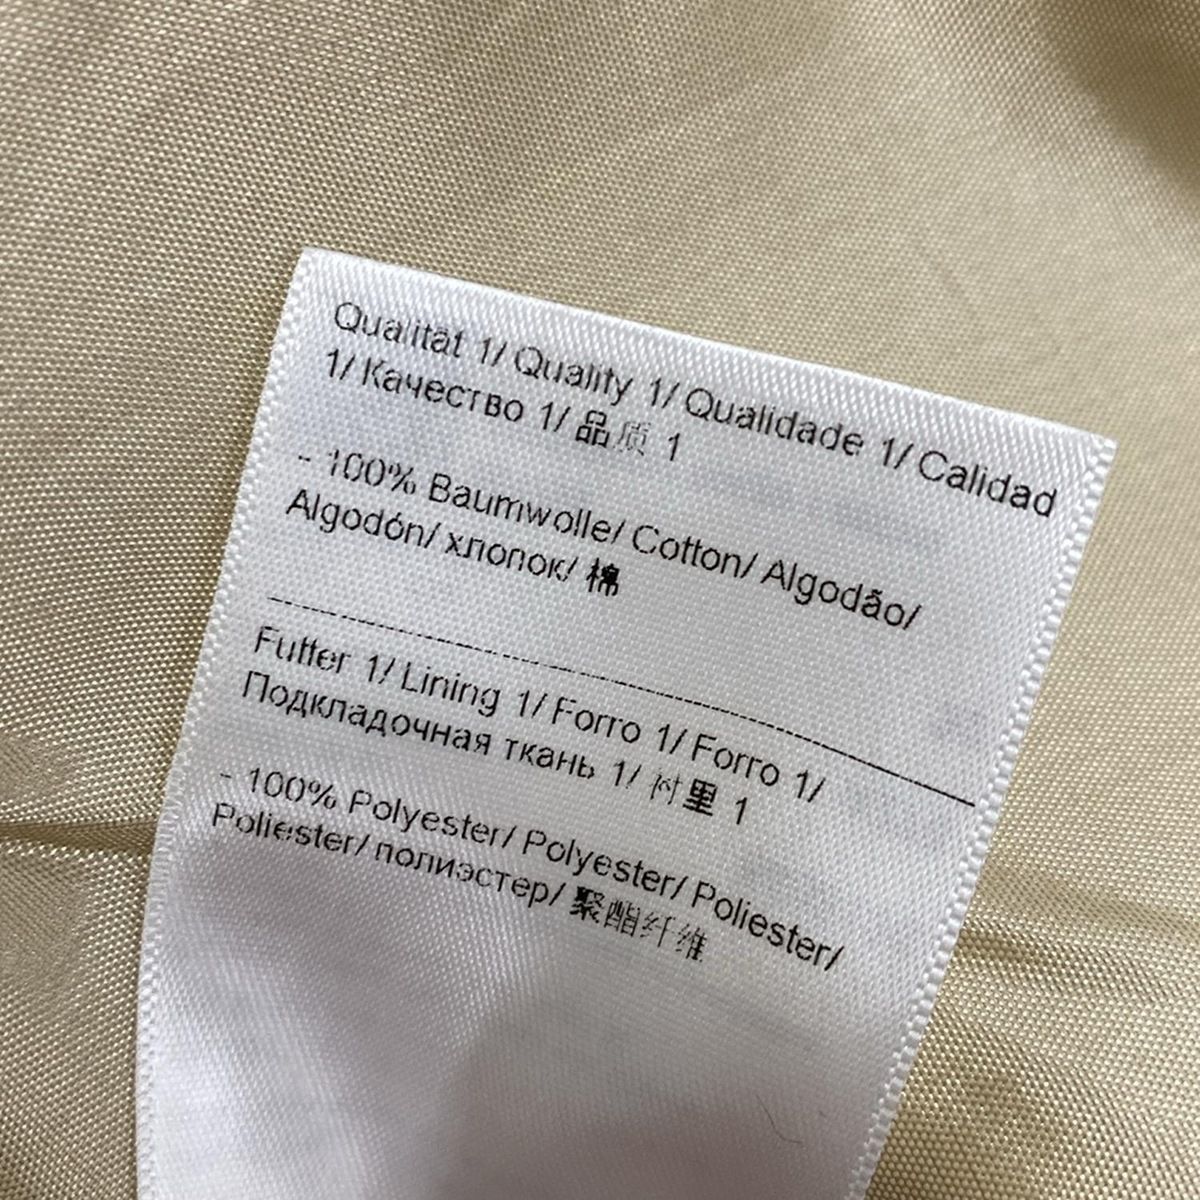 Qualität 1/ Quality 1/ Qualidade 1/ Calidad
1/ Качество 1/ 品质 1
- 100% Baumwolle/ Cotton/ Algodão/
Algodón/ хлопок/ 棉
Futter 1/ Lining 1/ Forro 1/ Forro 1/
Подкладочная ткань 1/ 衬里 1
- 100% Polyester/ Polyester/ Poliester/
Poliester/ полиэстер/ 聚酯纤维